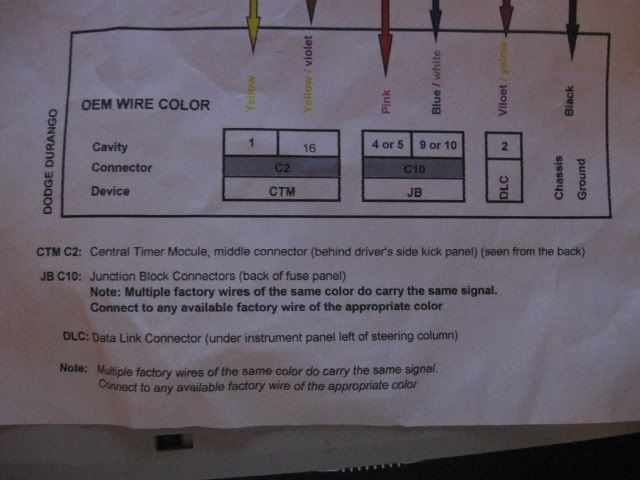 Yellow
Yellow / violet
Pink
Blue / white
Viloet / yelow
Black
OEM WIRE COLOR
DODGE DURANGO
Cavity 1 16 4 or 5 9 or 10 2
Connector C2 C10
Device CTM JB DLC
Chassis
Ground
CTM C2: Central Timer Mocule, middle connector (behind driver's side kick panel) (seen from the back)
JB C10: Junction Block Connectors (back of fuse panel)
Note: Multiple factory wires of the same color do carry the same signal.
Connect to any available factory wire of the appropriate color
DLC: Data Link Connector (under instrument panel left of steering column)
Note: Multiple factory wires of the same color do carry the same signal.
Connect to any available factory wire of the appropriate color